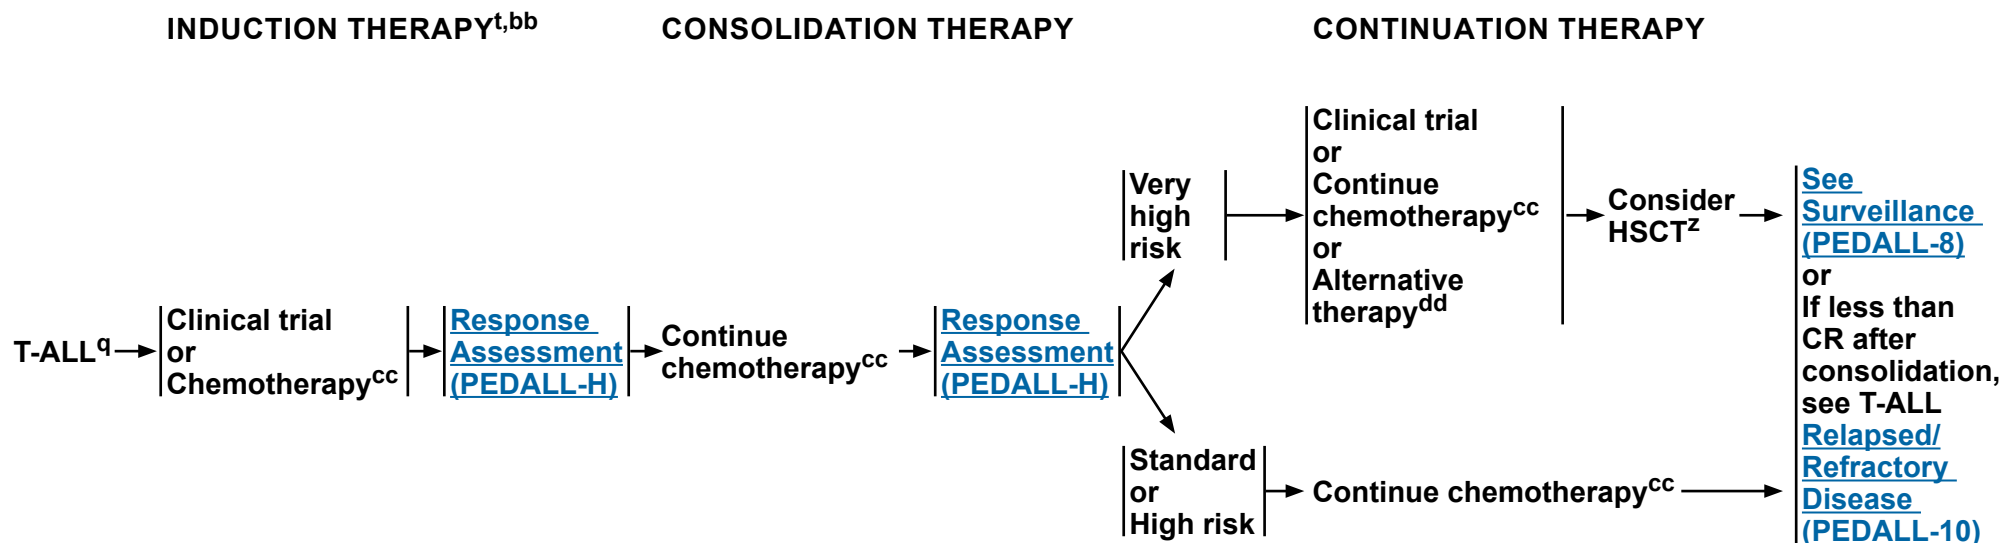 INDUCTION THERAPYt,bb
CONSOLIDATION THERAPY
CONTINUATION THERAPY
T-ALLq
Clinical trial
or
Chemotherapycc
Response
Assessment
(PEDALL-H)
Continue
chemotherapycc
Response
Assessment
(PEDALL-H)
Very
high
risk
Clinical trial
or
Continue
chemotherapycc
or
Alternative
therapydd
Consider
HSCTz
Standard
or
High risk
Continue chemotherapycc
See
Surveillance
(PEDALL-8)
or
If less than
CR after
consolidation,
see T-ALL
Relapsed/
Refractory
Disease
(PEDALL-10)